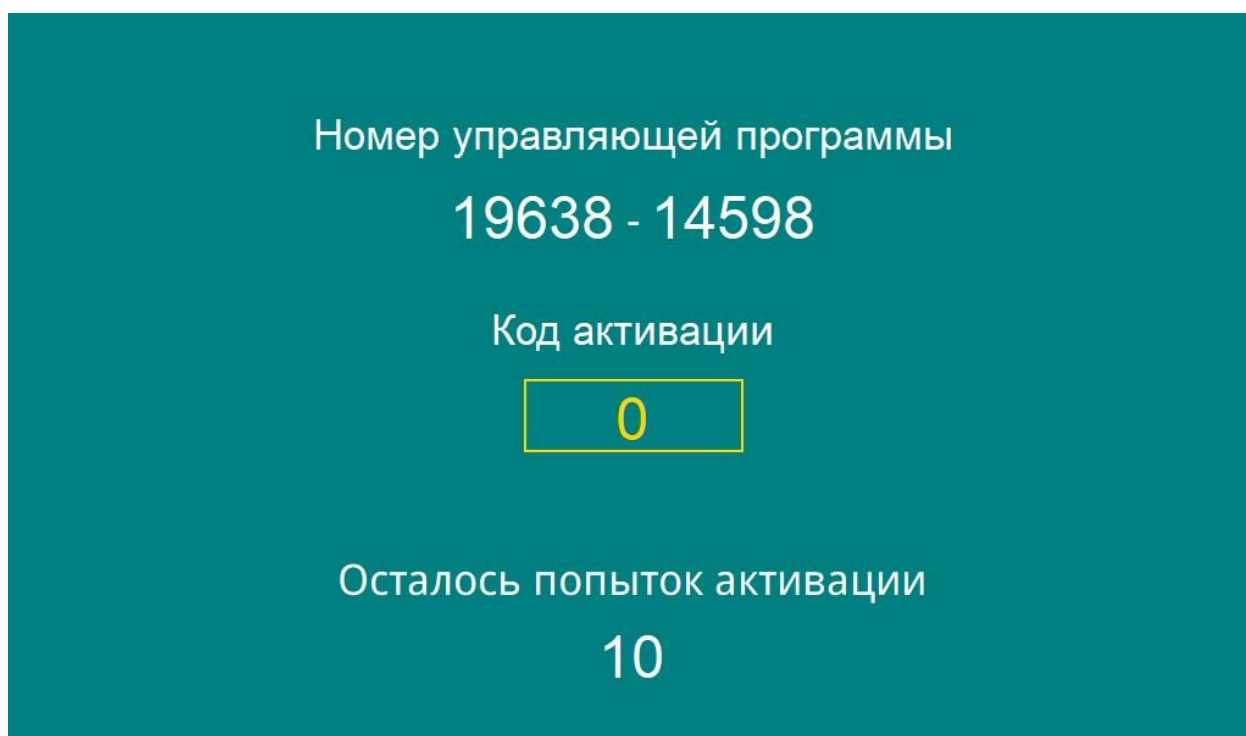 Номер управляющей программы
19638 - 14598
Код активации
0
Осталось попыток активации
10